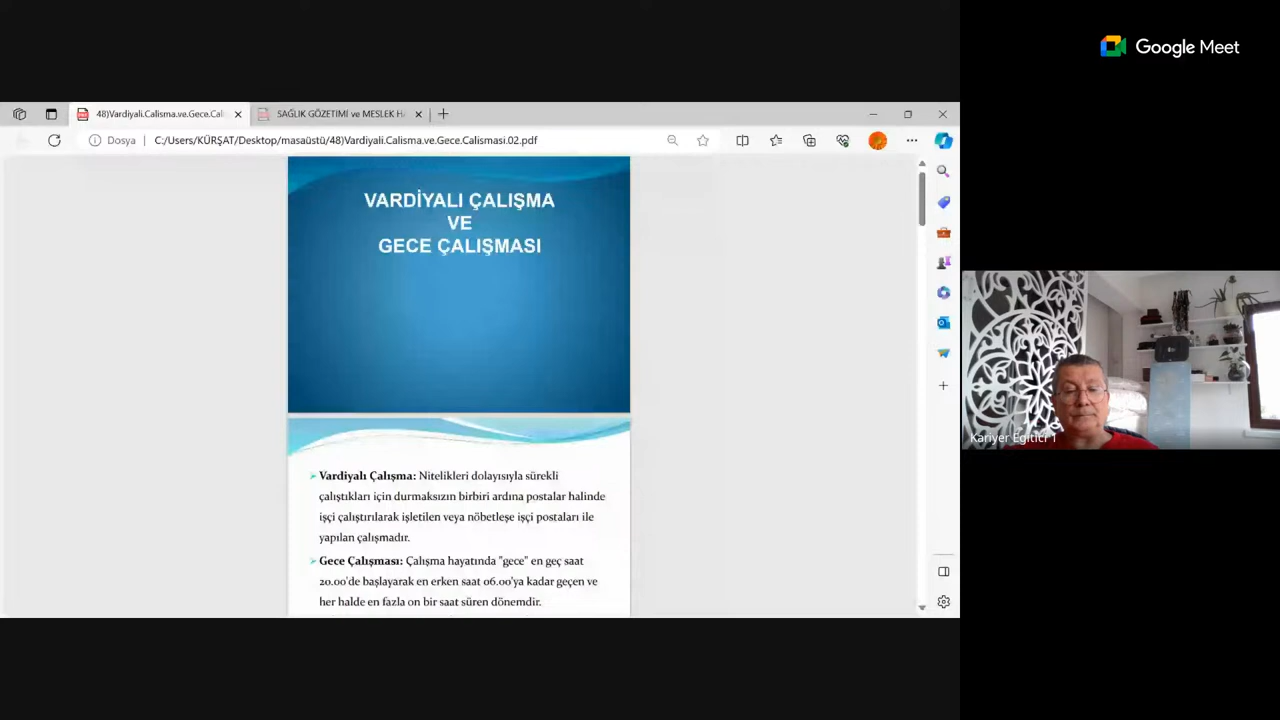 Google Meet
48)Vardiyali.Calisma.ve.Gece.Cali
SAĞLIK GÖZETİMİ ve MESLEK H
Dosya
C:/Users/KÜRŞAT/Desktop/masaüstü/48)Vardiyali.Calisma.ve.Gece.Calismasi.02.pdf
VARDİYALI ÇALIŞMA
VE
GECE ÇALIŞMASI
Vardiyalı Çalışma: Nitelikleri dolayısıyla sürekli
çalıştıkları için durmaksızın birbiri ardına postalar halinde
işçi çalıştırılarak işletilen veya nöbetleşe işçi postaları ile
yapılan çalışmadır.
Gece Çalışması: Çalışma hayatında "gece" en geç saat
20.00'de başlayarak en erken saat 06.00'ya kadar geçen ve
her halde en fazla on bir saat süren dönemdir.
Kariyer Eğitici 1